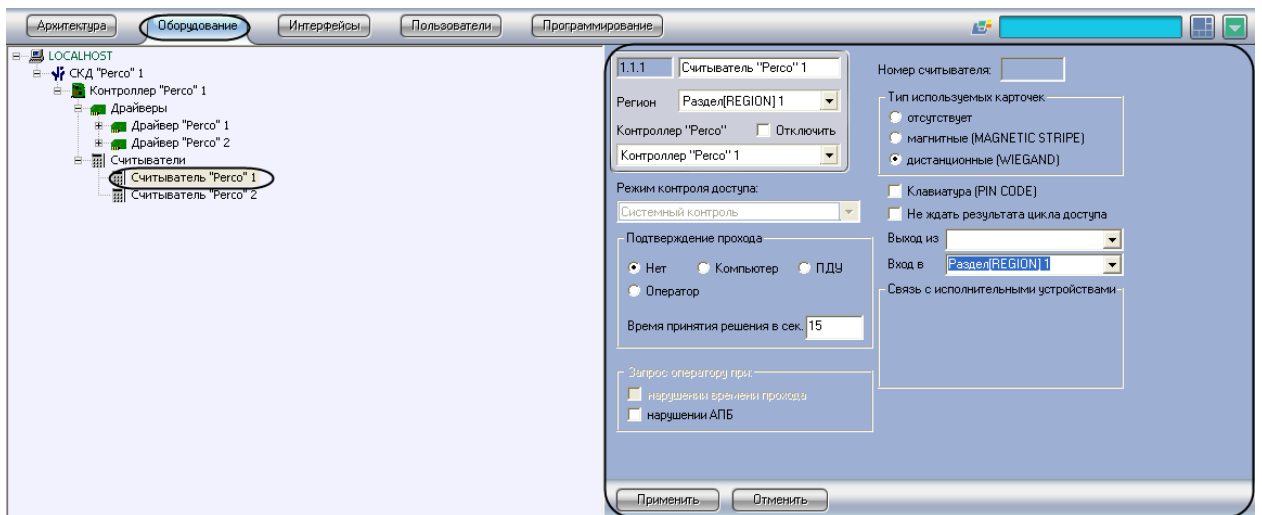 Архитектура Оборудование Интерфейсы Пользователи Программирование
LOCALHOST
СКД "Perco" 1
Контроллер "Perco" 1
Драйверы
Драйвер "Perco" 1
Драйвер "Perco" 2
Считыватели
Считыватель "Perco" 1
Считыватель "Perco" 2
1.1.1 Считыватель "Perco" 1
Регион Раздел[REGION] 1
Контроллер "Perco" Отключить
Контроллер "Perco" 1
Режим контроля доступа:
Системный контроль
Подтверждение прохода
Нет Компьютер ПДУ
Оператор
Время принятия решения в сек. 15
Запрос оператору при:
нарушении времени прохода
нарушении АПБ
Номер считывателя:
Тип используемых карточек
отсутствует
магнитные (MAGNETIC STRIPE)
дистанционные (WIEGAND)
Клавиатура (PIN CODE)
Не ждать результата цикла доступа
Выход из
Вход в Раздел[REGION] 1
Связь с исполнительными устройствами
Применить Отменить